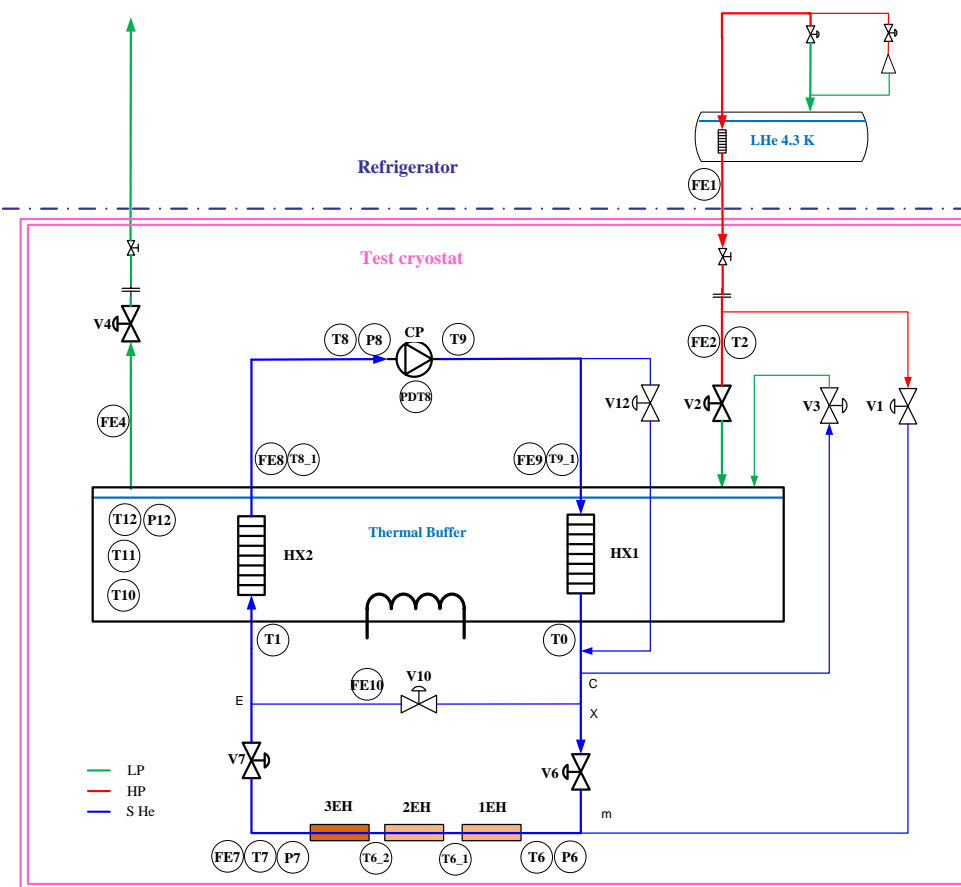 LHe 4.3 K
Refrigerator
FE1
Test cryostat
V4
T8
P8
CP
T9
FE2
T2
PDT8
V12
V2
V3
V1
FE4
FE8
T8_1
FE9
T9_1
T12
P12
Thermal Buffer
T11
HX2
HX1
T10
T1
T0
FE10
V10
C
E
X
V7
V6
LP
HP
S He
3EH
2EH
1EH
m
FE7
T7
P7
T6_2
T6_1
T6
P6